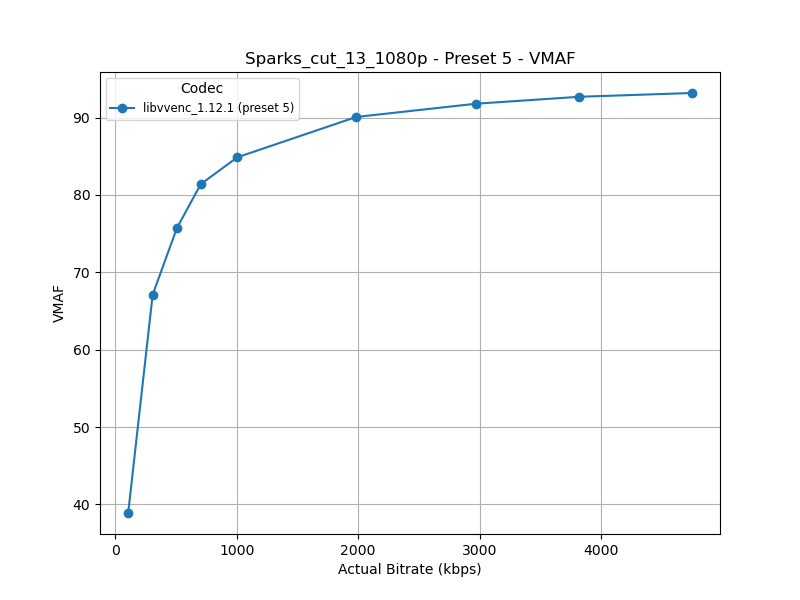 Sparks_cut_13_1080p - Preset 5 - VMAF
Codec
libvvenc_1.12.1 (preset 5)
VMAF
90
80
70
60
50
40
0
1000
2000
3000
4000
Actual Bitrate (kbps)